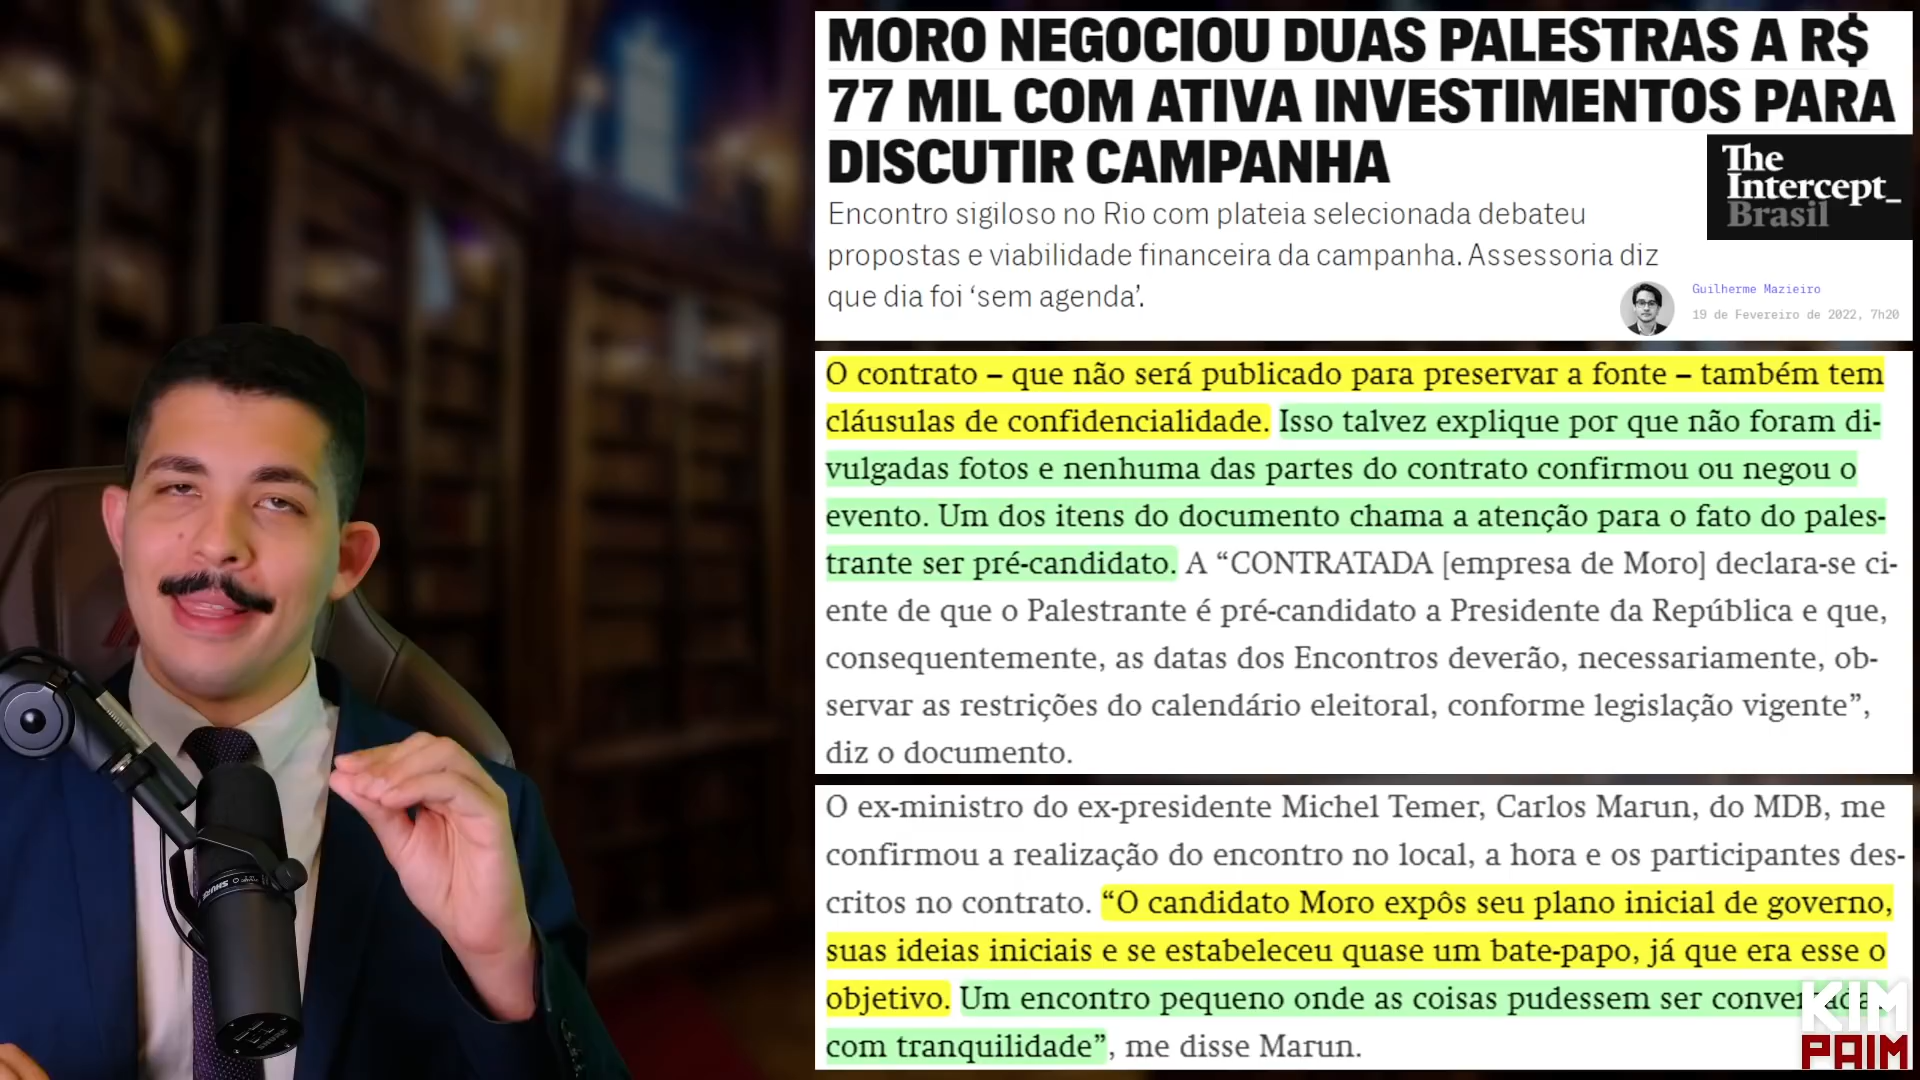 MORO NEGOCIOU DUAS PALESTRAS A R$
77 MIL COM ATIVA INVESTIMENTOS PARA
DISCUTIR CAMPANHA
The
Intercept_
Brasil
Encontro sigiloso no Rio com plateia selecionada debateu
propostas e viabilidade financeira da campanha. Assessoria diz
que dia foi ‘sem agenda’.
Guilherme Mazieiro
19 de Fevereiro de 2022, 7h20
O contrato – que não será publicado para preservar a fonte – também tem
cláusulas de confidencialidade. Isso talvez explique por que não foram di-
vulgadas fotos e nenhuma das partes do contrato confirmou ou negou o
evento. Um dos itens do documento chama a atenção para o fato do pales-
trante ser pré-candidato. A “CONTRATADA [empresa de Moro] declara-se ci-
ente de que o Palestrante é pré-candidato a Presidente da República e que,
consequentemente, as datas dos Encontros deverão, necessariamente, ob-
servar as restrições do calendário eleitoral, conforme legislação vigente”,
diz o documento.
O ex-ministro do ex-presidente Michel Temer, Carlos Marun, do MDB, me
confirmou a realização do encontro no local, a hora e os participantes des-
critos no contrato. “O candidato Moro expôs seu plano inicial de governo,
suas ideias iniciais e se estabeleceu quase um bate-papo, já que era esse o
objetivo. Um encontro pequeno onde as coisas pudessem ser conversadas
com tranquilidade”, me disse Marun.
KIM
PAIM
SHURE